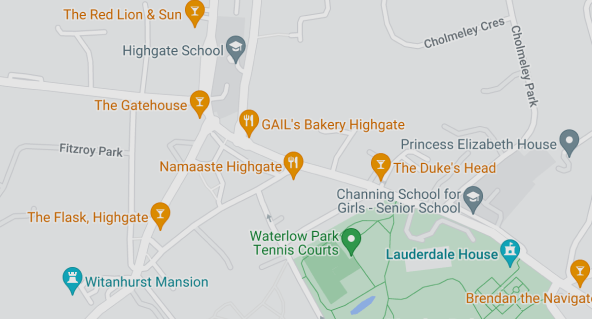 The Red Lion & Sun
Cholmeley Cres
Highgate School
Cholmeley Park
The Gatehouse
GAIL's Bakery Highgate
Fitzroy Park
Princess Elizabeth House
Namaaste Highgate
The Duke's Head
Channing School for
Girls - Senior School
The Flask, Highgate
Waterlow Park
Tennis Courts
Lauderdale House
Witanhurst Mansion
Brendan the Navigat